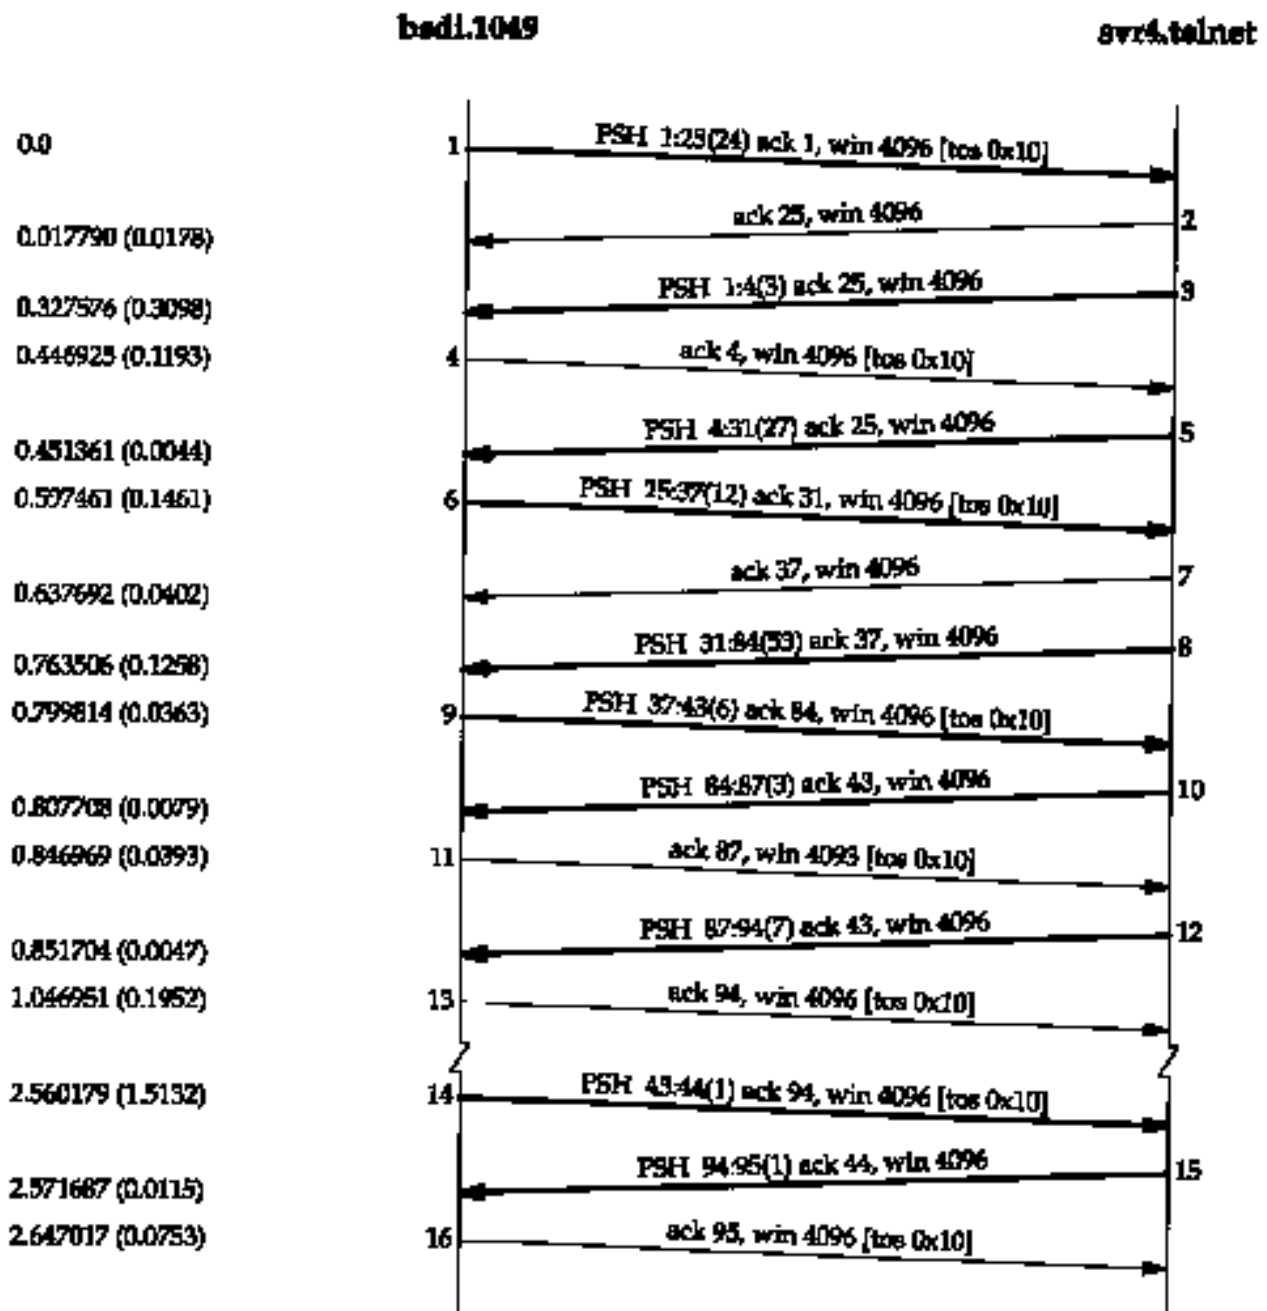 bsdi.1049 svr4.telnet
0.0 1 PSH 1:25(24) ack 1, win 4096 [tos 0x10]
0.017790 (0.0178) ack 25, win 4096 2
0.327576 (0.3098) PSH 1:4(3) ack 25, win 4096 3
0.446925 (0.1193) 4 ack 4, win 4096 [tos 0x10]
0.451361 (0.0044) PSH 4:31(27) ack 25, win 4096 5
0.597461 (0.1461) 6 PSH 25:37(12) ack 31, win 4096 [tos 0x10]
0.637692 (0.0402) ack 37, win 4096 7
0.763506 (0.1258) PSH 31:84(53) ack 37, win 4096 8
0.799814 (0.0363) 9 PSH 37:43(6) ack 84, win 4096 [tos 0x10]
0.807708 (0.0079) PSH 84:87(3) ack 43, win 4096 10
0.846969 (0.0393) 11 ack 87, win 4093 [tos 0x10]
0.851704 (0.0047) PSH 87:94(7) ack 43, win 4096 12
1.046951 (0.1952) 13 ack 94, win 4096 [tos 0x10]
2.560179 (1.5132) 14 PSH 43:44(1) ack 94, win 4096 [tos 0x10]
2.571687 (0.0115) PSH 94:95(1) ack 44, win 4096 15
2.647017 (0.0753) 16 ack 95, win 4096 [tos 0x10]